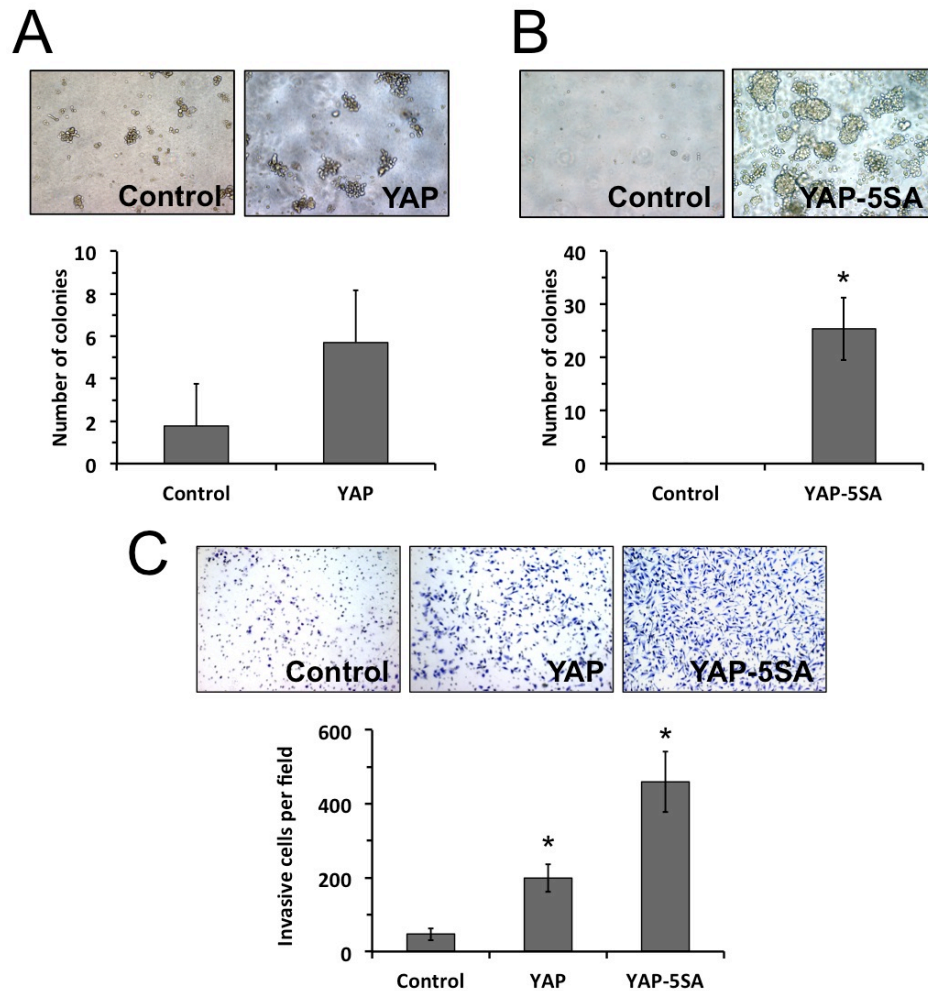 A
Control
YAP
Number of colonies
10
8
6
4
2
0
Control
YAP
B
Control
YAP-5SA
Number of colonies
40
30
20
10
0
*
Control
YAP-5SA
C
Control
YAP
YAP-5SA
Invasive cells per field
600
400
200
0
*
*
Control
YAP
YAP-5SA